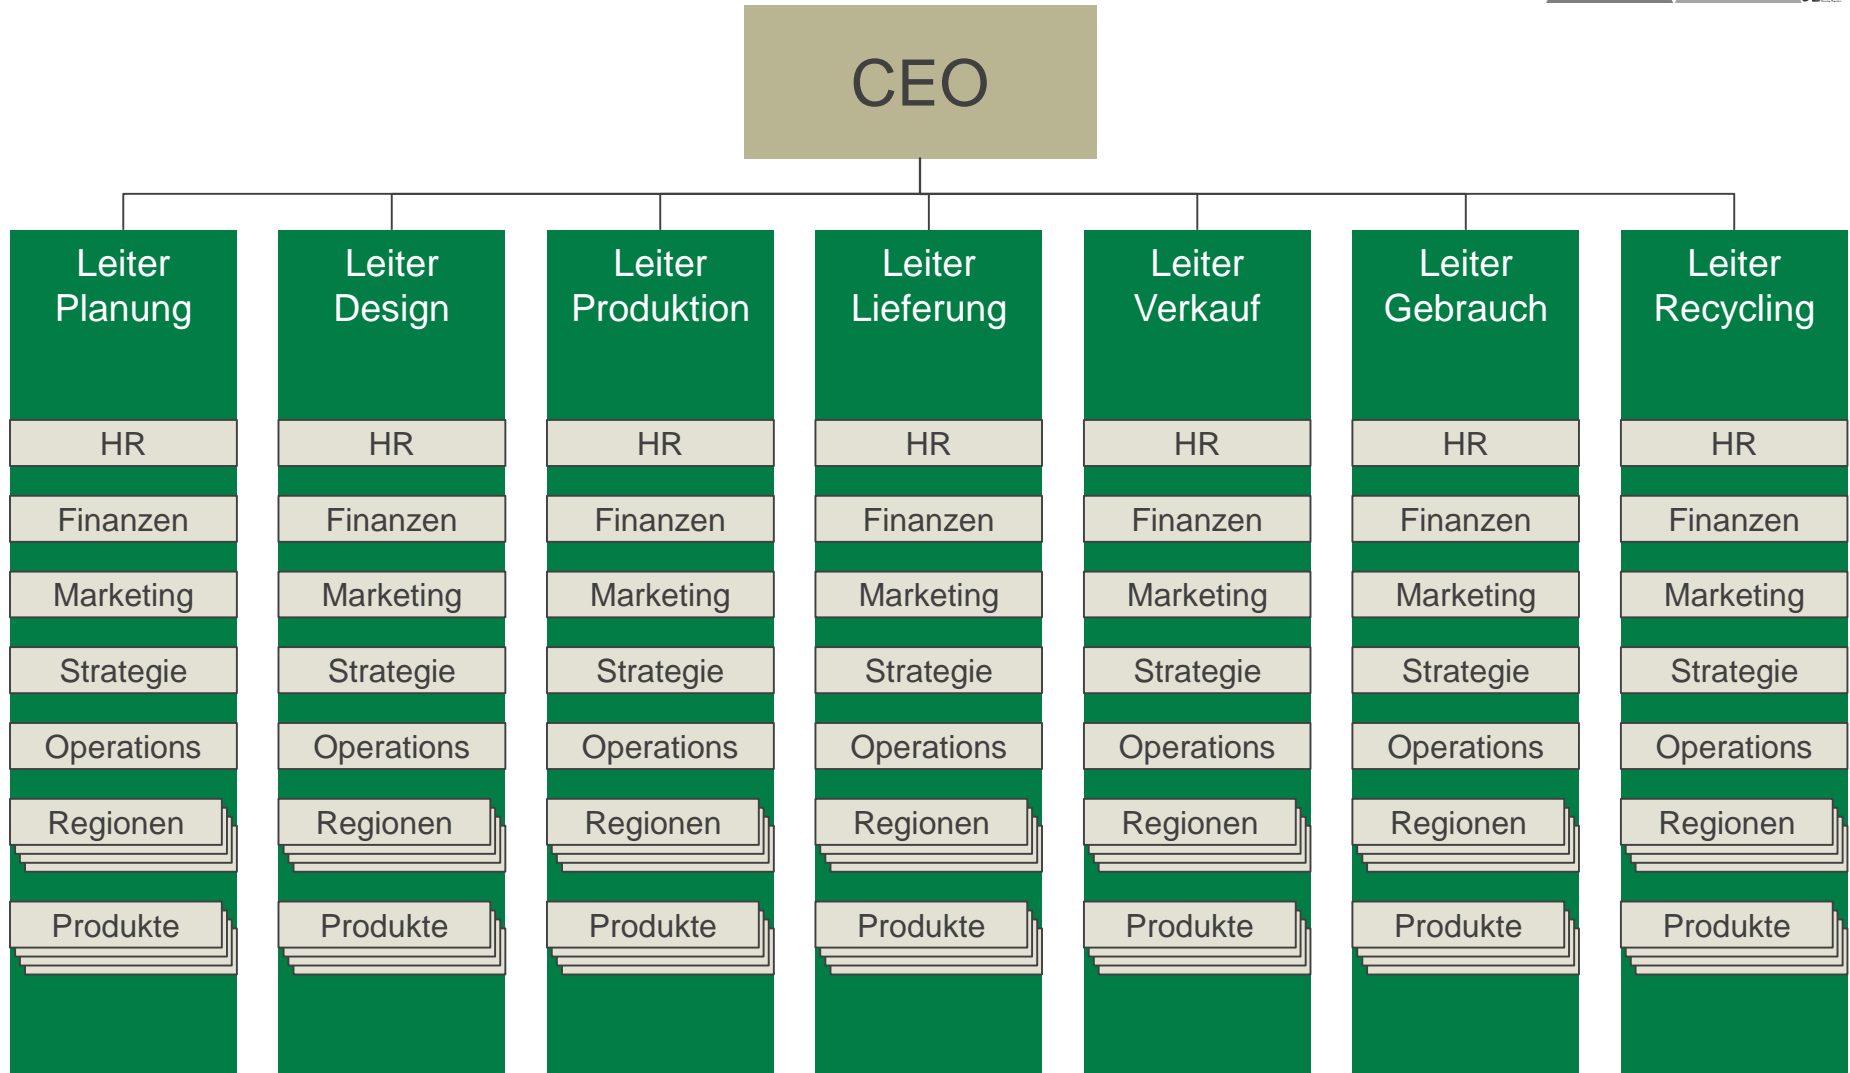 CEO
Leiter
Planung
Leiter
Design
Leiter
Produktion
Leiter
Lieferung
Leiter
Verkauf
Leiter
Gebrauch
Leiter
Recycling
HR
HR
HR
HR
HR
HR
HR
Finanzen
Finanzen
Finanzen
Finanzen
Finanzen
Finanzen
Finanzen
Marketing
Marketing
Marketing
Marketing
Marketing
Marketing
Marketing
Strategie
Strategie
Strategie
Strategie
Strategie
Strategie
Strategie
Operations
Operations
Operations
Operations
Operations
Operations
Operations
Regionen
Regionen
Regionen
Regionen
Regionen
Regionen
Regionen
Produkte
Produkte
Produkte
Produkte
Produkte
Produkte
Produkte